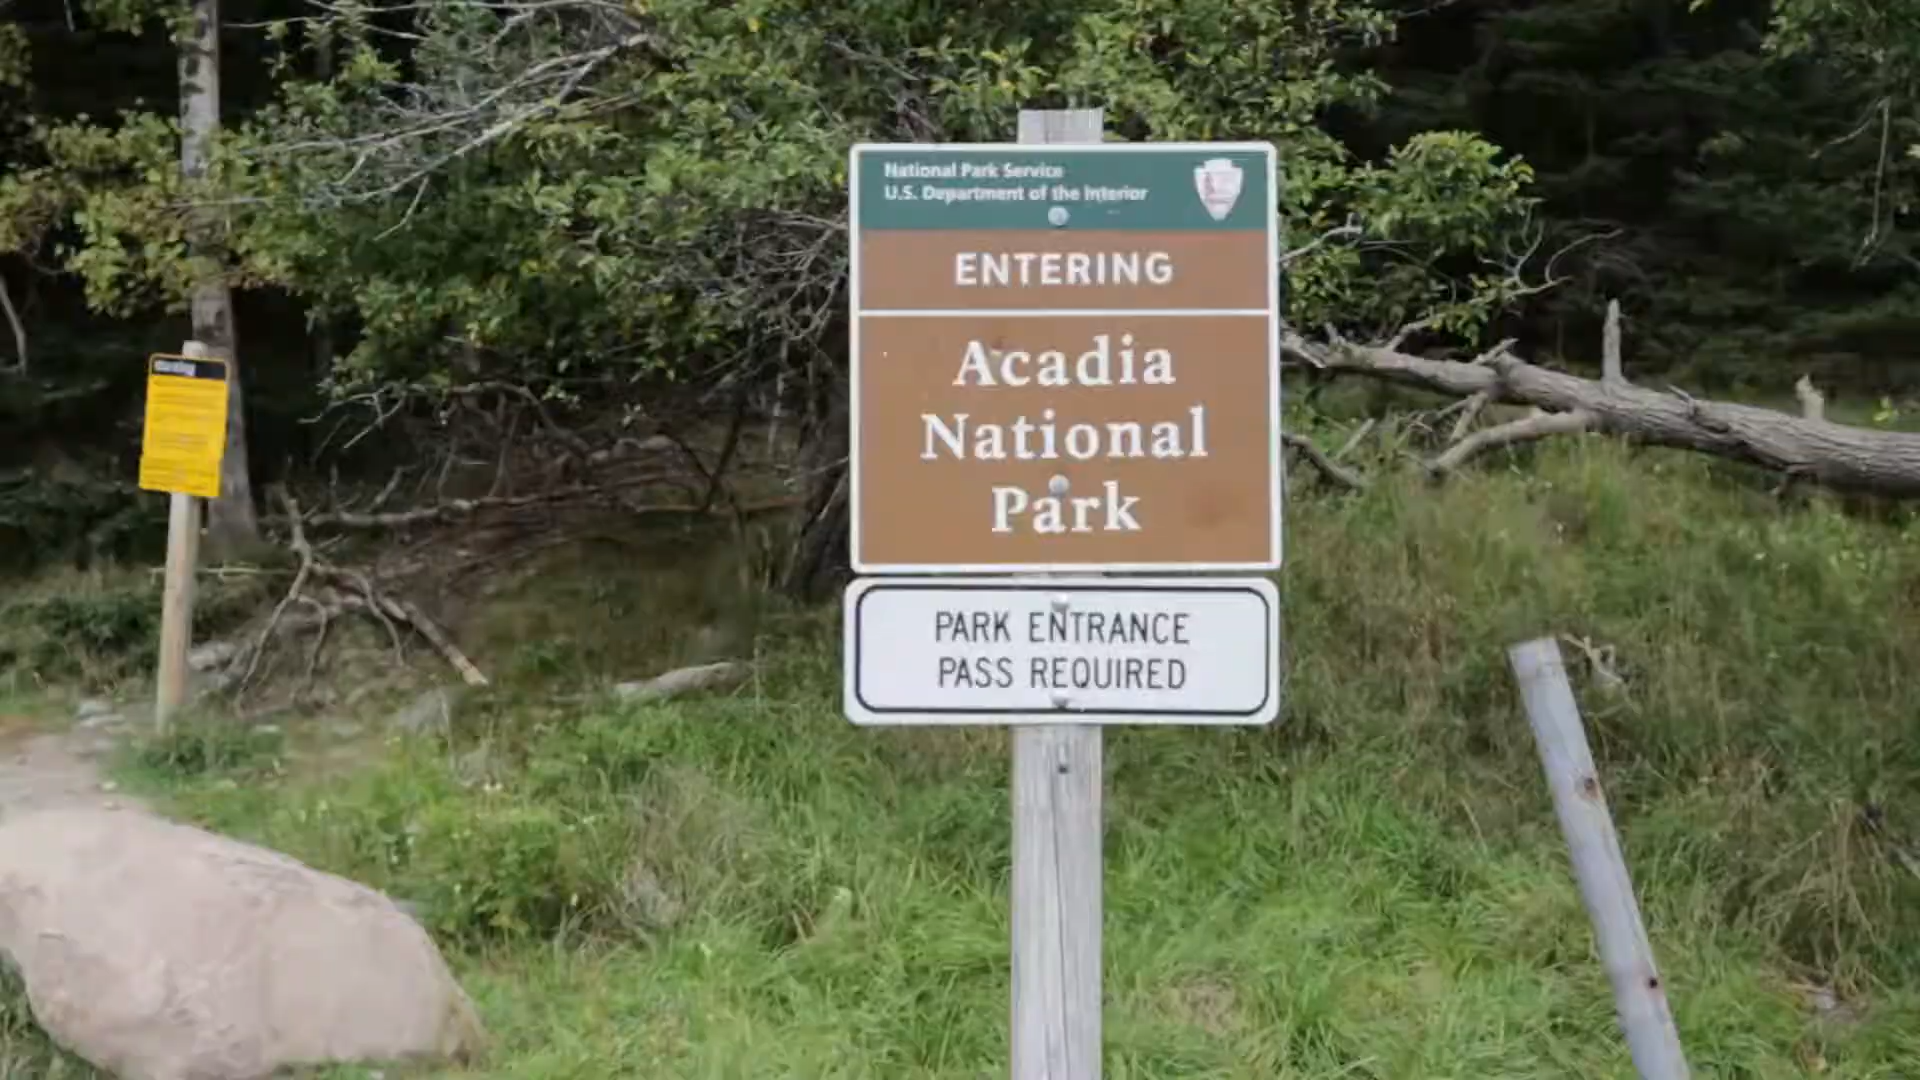 National Park Service
U.S. Department of the Interior
ENTERING
Acadia
National
Park
PARK ENTRANCE
PASS REQUIRED